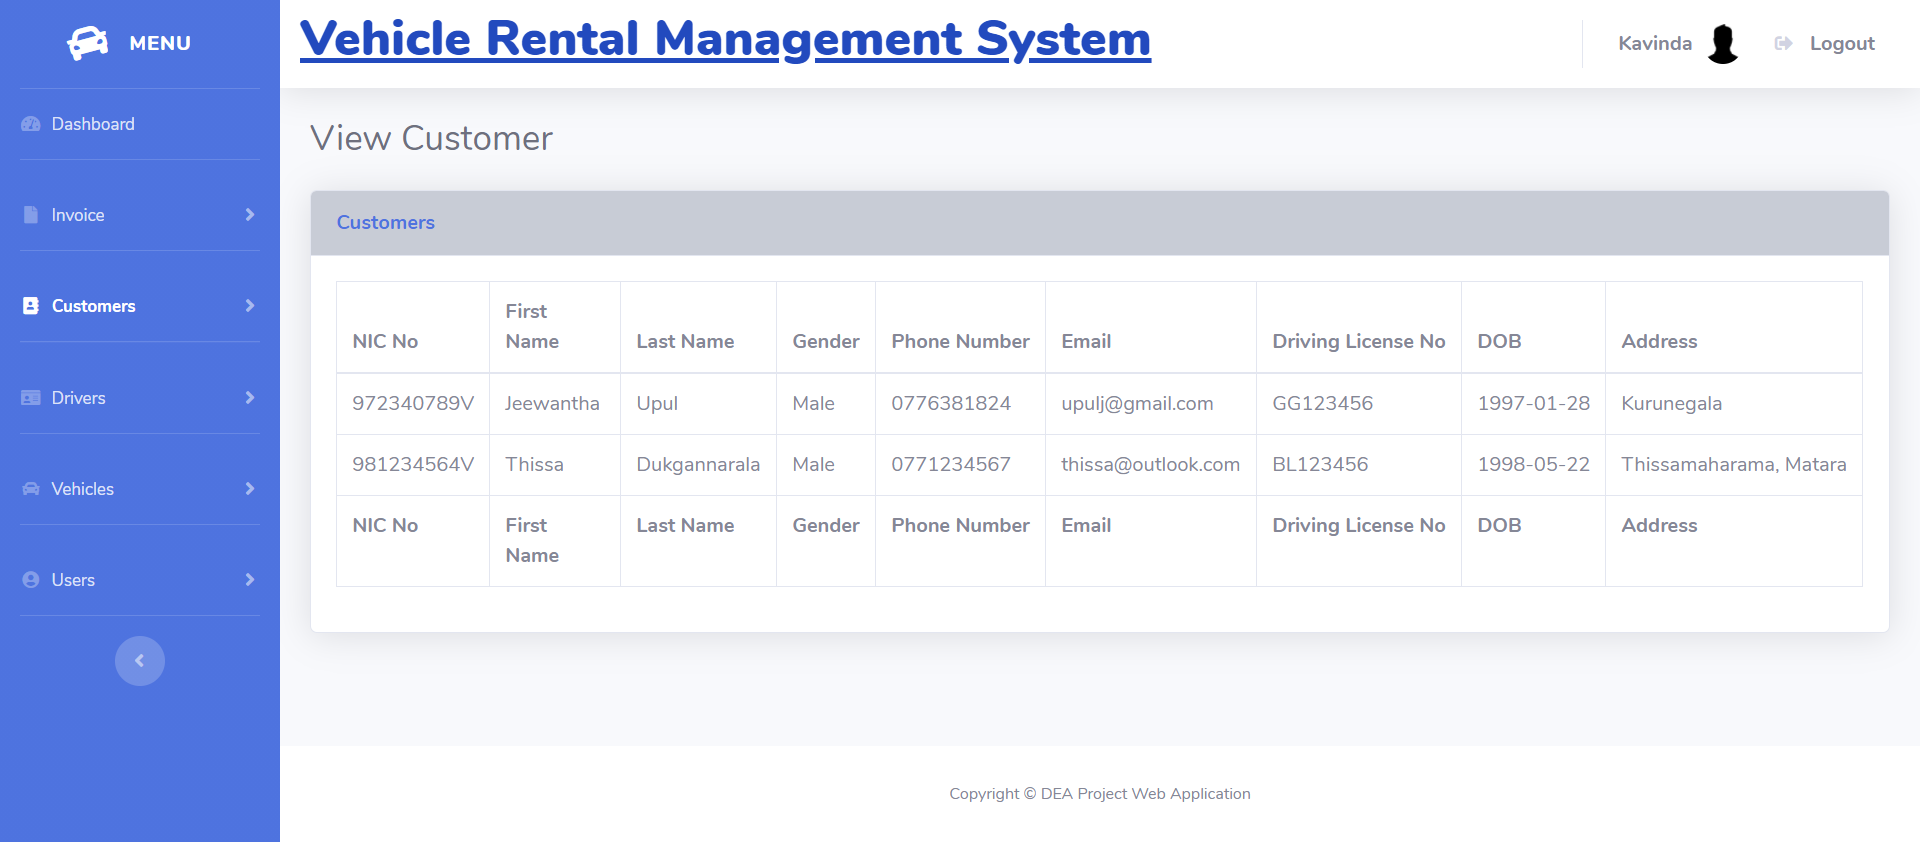 MENU
Vehicle Rental Management System
Kavinda
Logout
Dashboard
Invoice
Customers
Drivers
Vehicles
Users
View Customer
Customers
NIC No First Name Last Name Gender Phone Number Email Driving License No DOB Address
972340789V Jeewantha Upul Male 0776381824 upulj@gmail.com GG123456 1997-01-28 Kurunegala
981234564V Thissa Dukgannarala Male 0771234567 thissa@outlook.com BL123456 1998-05-22 Thissamaharama, Matara
NIC No First Name Last Name Gender Phone Number Email Driving License No DOB Address
Copyright © DEA Project Web Application